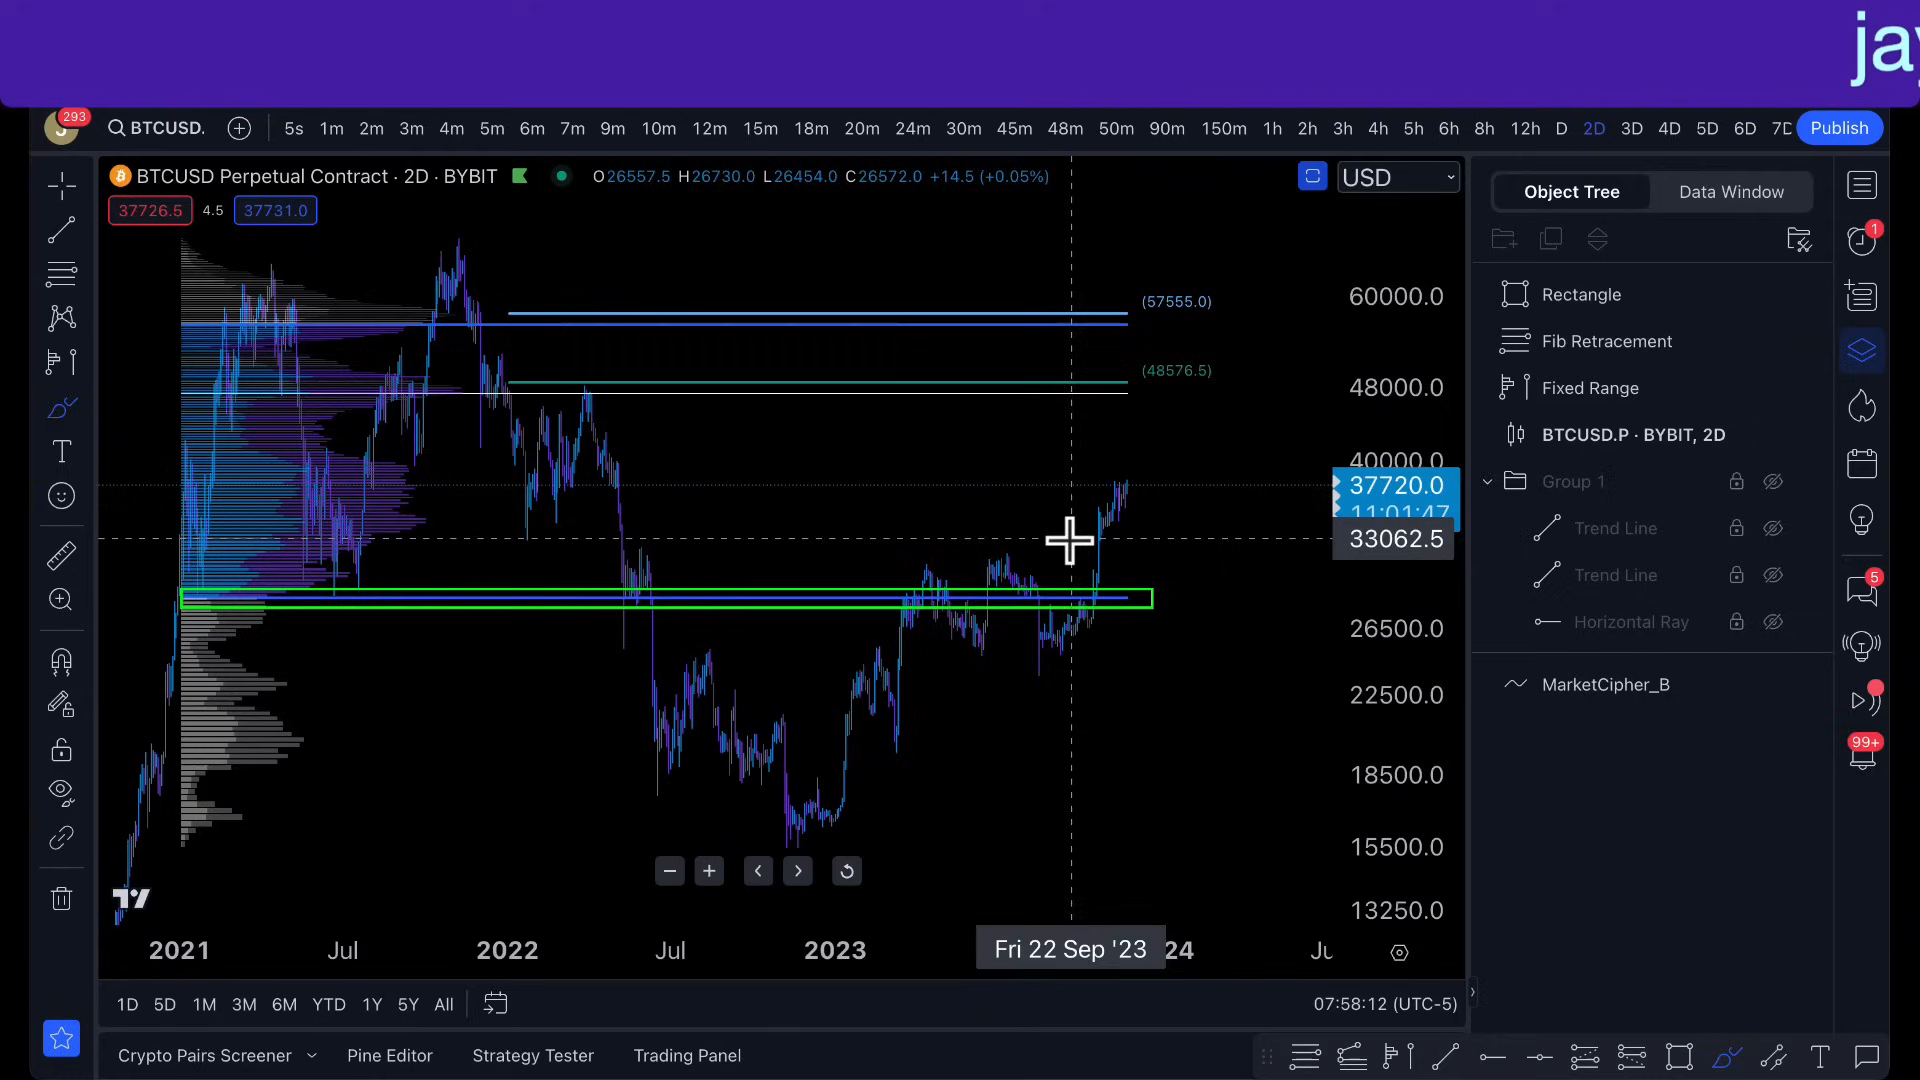 jay
293
BTCUSD.
5s 1m 2m 3m 4m 5m 6m 7m 9m 10m 12m 15m 18m 20m 24m 30m 45m 48m 50m 90m 150m 1h 2h 3h 4h 5h 6h 8h 12h D 2D 3D 4D 5D 6D 7D
Publish
BTCUSD Perpetual Contract · 2D · BYBIT
O26557.5 H26730.0 L26454.0 C26572.0 +14.5 (+0.05%)
USD
37726.5 4.5 37731.0
Object Tree
Data Window
1
Rectangle
Fib Retracement
Fixed Range
BTCUSD.P · BYBIT, 2D
Group 1
Trend Line
Trend Line
Horizontal Ray
MarketCipher_B
5
99+
(57555.0)
(48576.5)
60000.0
48000.0
40000.0
37720.0
11:01:47
33062.5
26500.0
22500.0
18500.0
15500.0
13250.0
2021 Jul 2022 Jul 2023 Fri 22 Sep '23 24
1D 5D 1M 3M 6M YTD 1Y 5Y All
07:58:12 (UTC-5)
Crypto Pairs Screener Pine Editor Strategy Tester Trading Panel